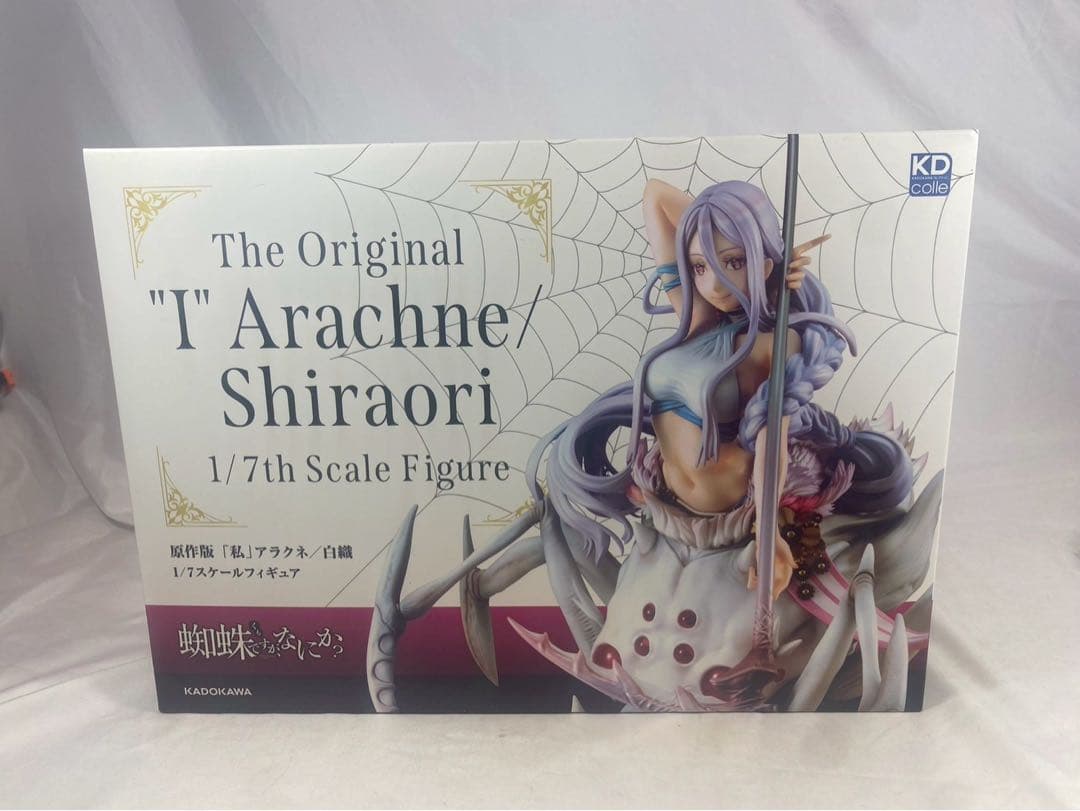 KD
colle
The Original
"I" Arachne/
Shiraori
1/7th Scale Figure
原作版 「私」アラクネ/白織
1/7スケールフィギュア
蜘蛛ですが、なにか?
くも
KADOKAWA